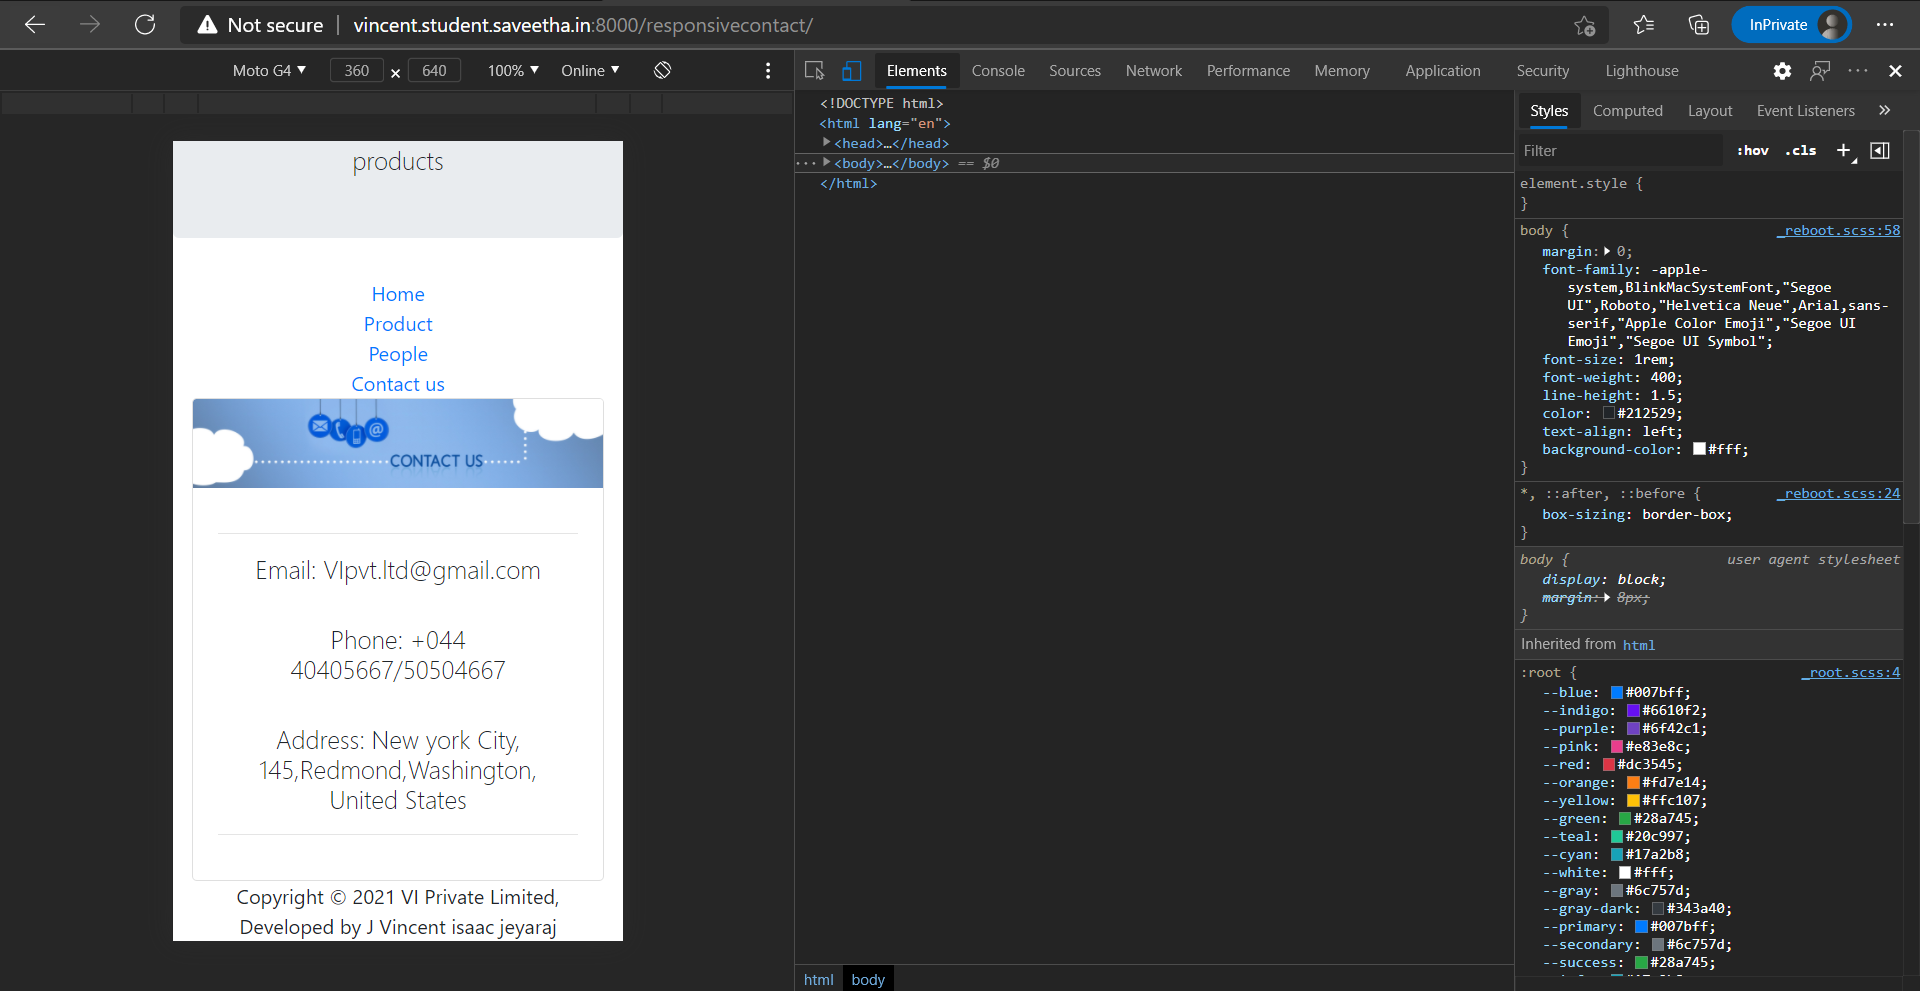 Not secure | vincent.student.saveetha.in:8000/responsivecontact/
InPrivate
Moto G4 ▼ 360 x 640 100% ▼ Online ▼
Elements Console Sources Network Performance Memory Application Security Lighthouse
products
Home
Product
People
Contact us
@
CONTACT US
Email: VIpvt.ltd@gmail.com
Phone: +044
40405667/50504667
Address: New york City,
145,Redmond,Washington,
United States
Copyright © 2021 VI Private Limited,
Developed by J Vincent isaac jeyaraj
<!DOCTYPE html>
<html lang="en">
<head>…</head>
<body>…</body> == $0
</html>
html body
Styles Computed Layout Event Listeners »
Filter :hov .cls +
element.style {
}
body { _reboot.scss:58
margin: 0;
font-family: -apple-
system,BlinkMacSystemFont,"Segoe
UI",Roboto,"Helvetica Neue",Arial,sans-
serif,"Apple Color Emoji","Segoe UI
Emoji","Segoe UI Symbol";
font-size: 1rem;
font-weight: 400;
line-height: 1.5;
color: #212529;
text-align: left;
background-color: #fff;
}
*, ::after, ::before { _reboot.scss:24
box-sizing: border-box;
}
body { user agent stylesheet
display: block;
margin: 8px;
}
Inherited from html
:root { _root.scss:4
--blue: #007bff;
--indigo: #6610f2;
--purple: #6f42c1;
--pink: #e83e8c;
--red: #dc3545;
--orange: #fd7e14;
--yellow: #ffc107;
--green: #28a745;
--teal: #20c997;
--cyan: #17a2b8;
--white: #fff;
--gray: #6c757d;
--gray-dark: #343a40;
--primary: #007bff;
--secondary: #6c757d;
--success: #28a745;